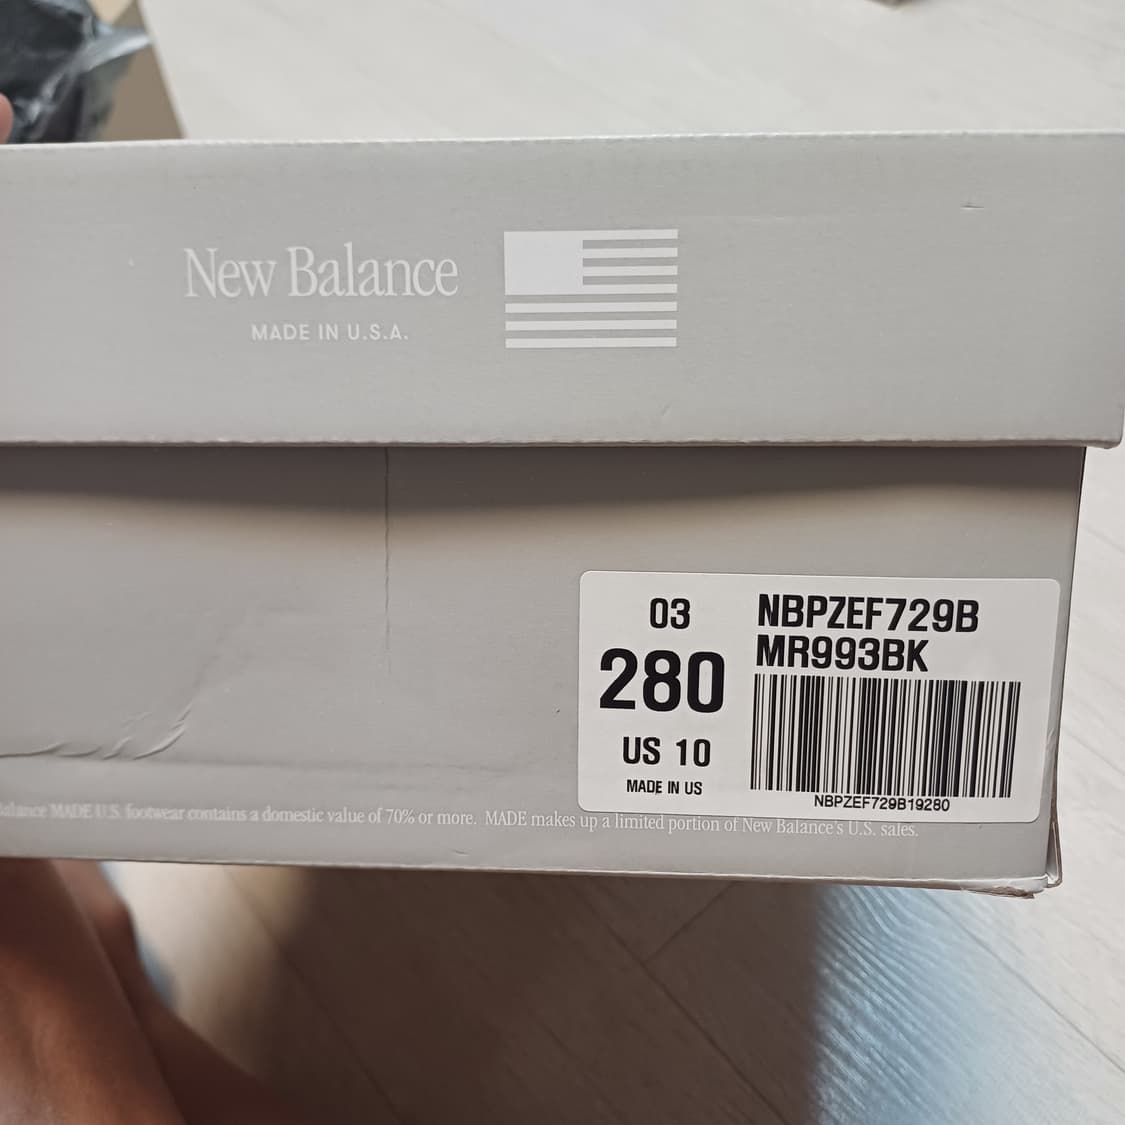 New Balance
MADE IN U.S.A.
03
280
US 10
MADE IN US
NBPZEF729B
MR993BK
NBPZEF729B19280
MADE U.S. footwear contains a domestic value of 70% or more. MADE makes up a limited portion of New Balance's U.S. sales.